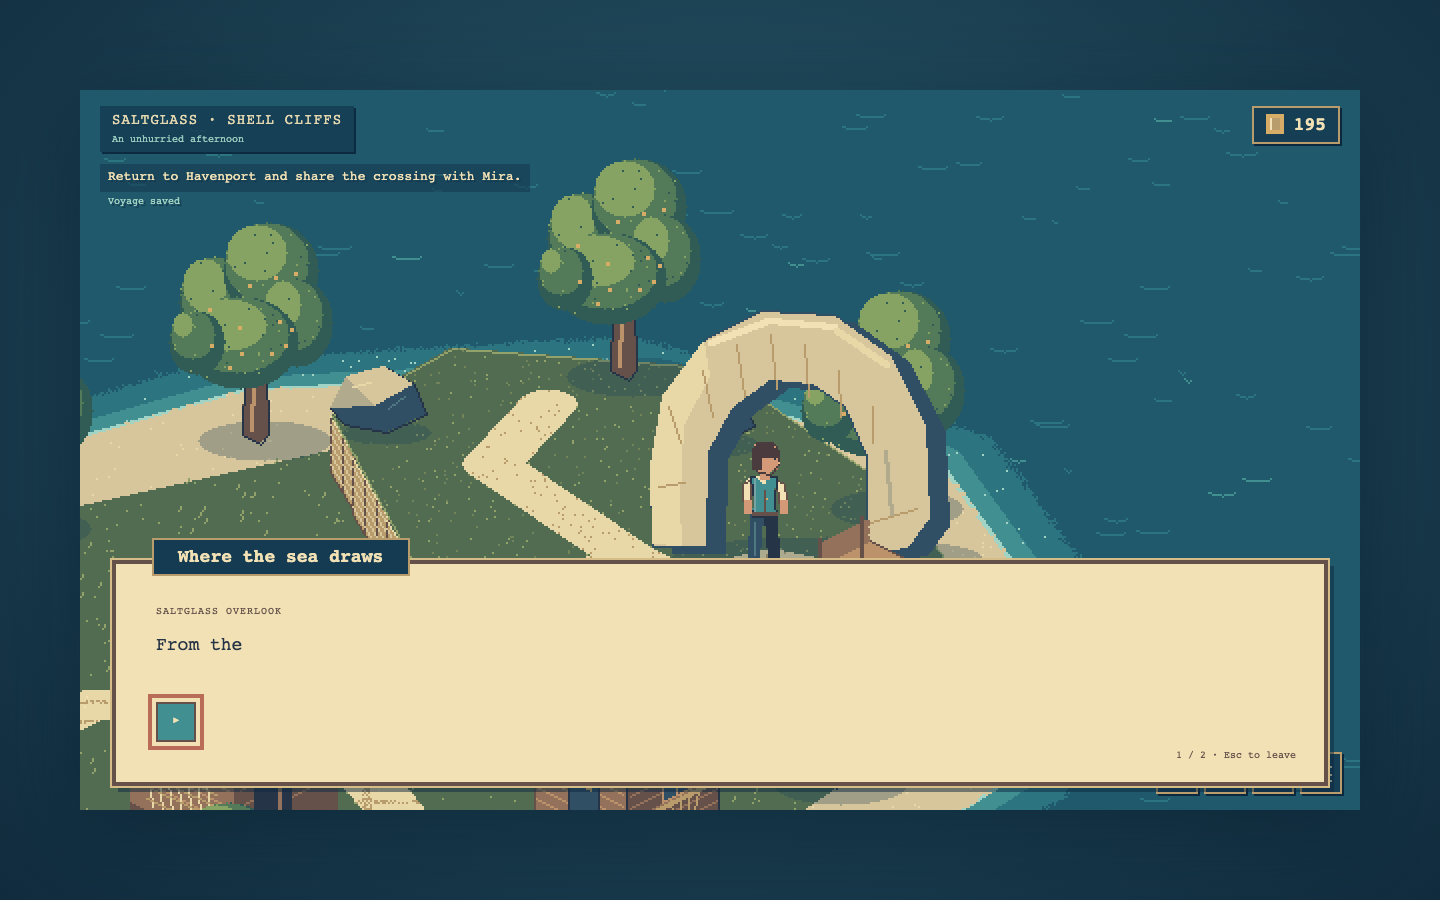 SALTGLASS · SHELL CLIFFS
An unhurried afternoon
195
Return to Havenport and share the crossing with Mira.
Voyage saved
Where the sea draws
SALTGLASS OVERLOOK
From the
1 / 2 · Esc to leave